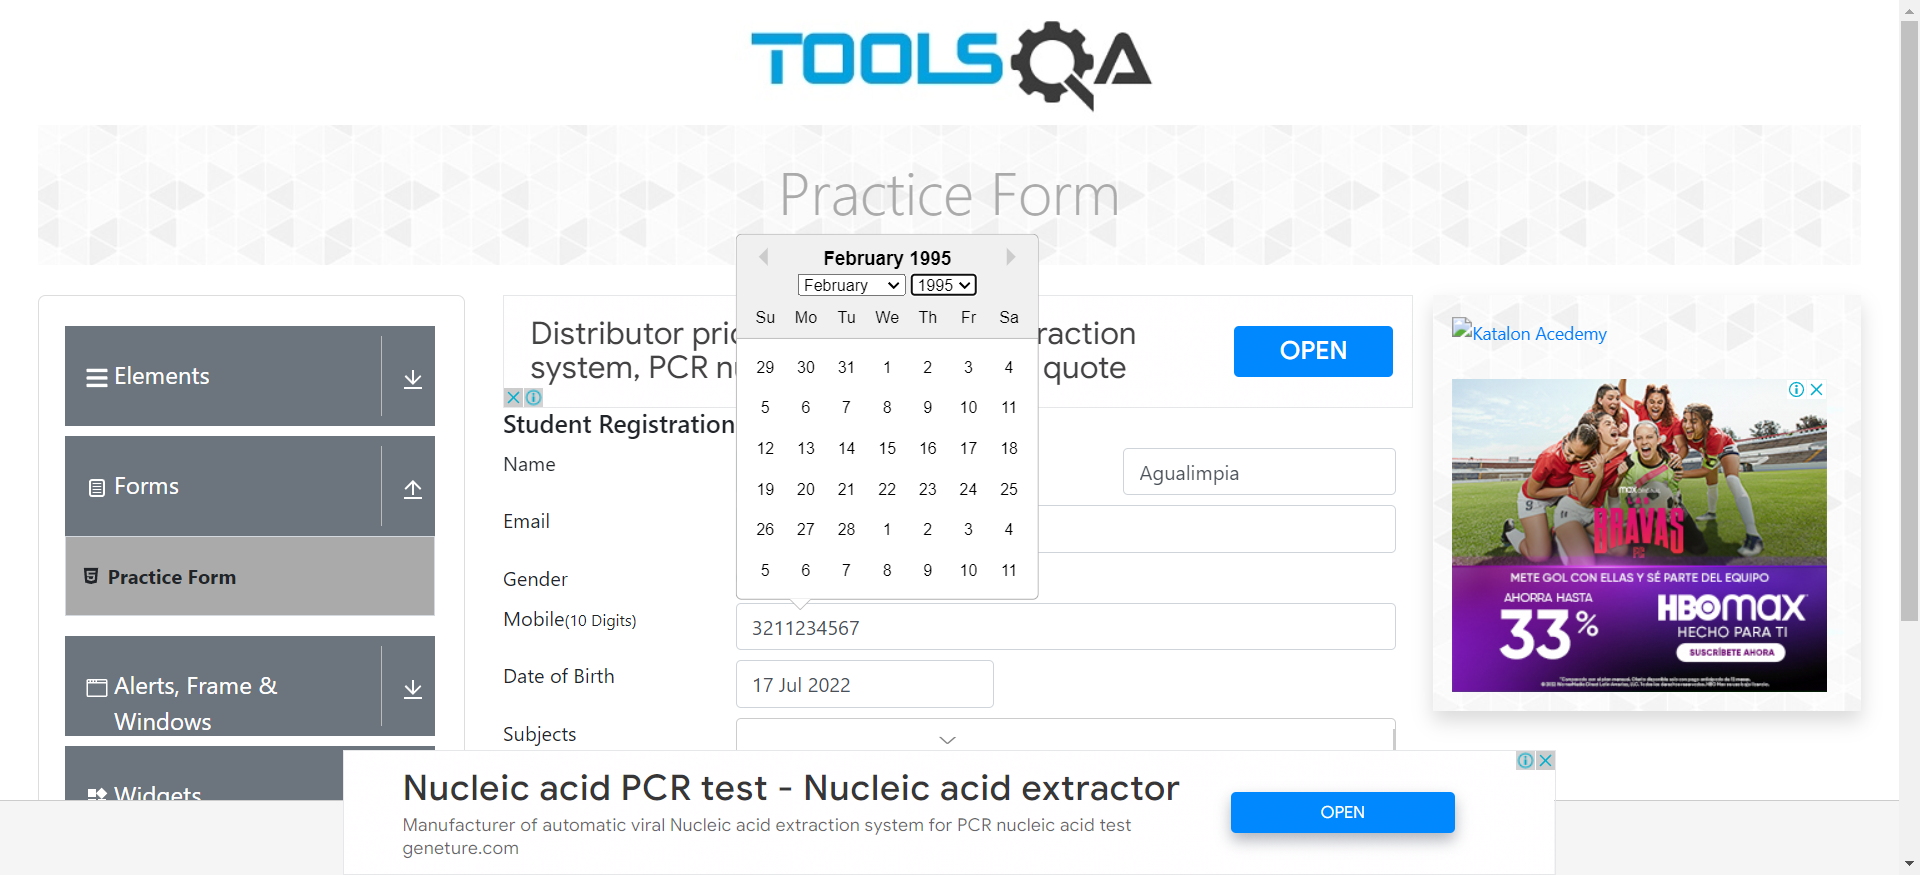 TOOLSQA
Practice Form
Elements
Forms
Practice Form
Alerts, Frame &
Windows
Widgets
Distributor pri
raction
system, PCR n
quote
OPEN
Student Registration
Name
Agualimpia
Email
Gender
Mobile(10 Digits)
3211234567
Date of Birth
17 Jul 2022
Subjects
February 1995
February 1995
Su Mo Tu We Th Fr Sa
29 30 31 1 2 3 4
5 6 7 8 9 10 11
12 13 14 15 16 17 18
19 20 21 22 23 24 25
26 27 28 1 2 3 4
5 6 7 8 9 10 11
Katalon Acedemy
BRAVAS
METE GOL CON ELLAS Y SÉ PARTE DEL EQUIPO
AHORRA HASTA
33%
HBOMAX
HECHO PARA TI
SUSCRÍBETE AHORA
Nucleic acid PCR test - Nucleic acid extractor
Manufacturer of automatic viral Nucleic acid extraction system for PCR nucleic acid test
geneture.com
OPEN